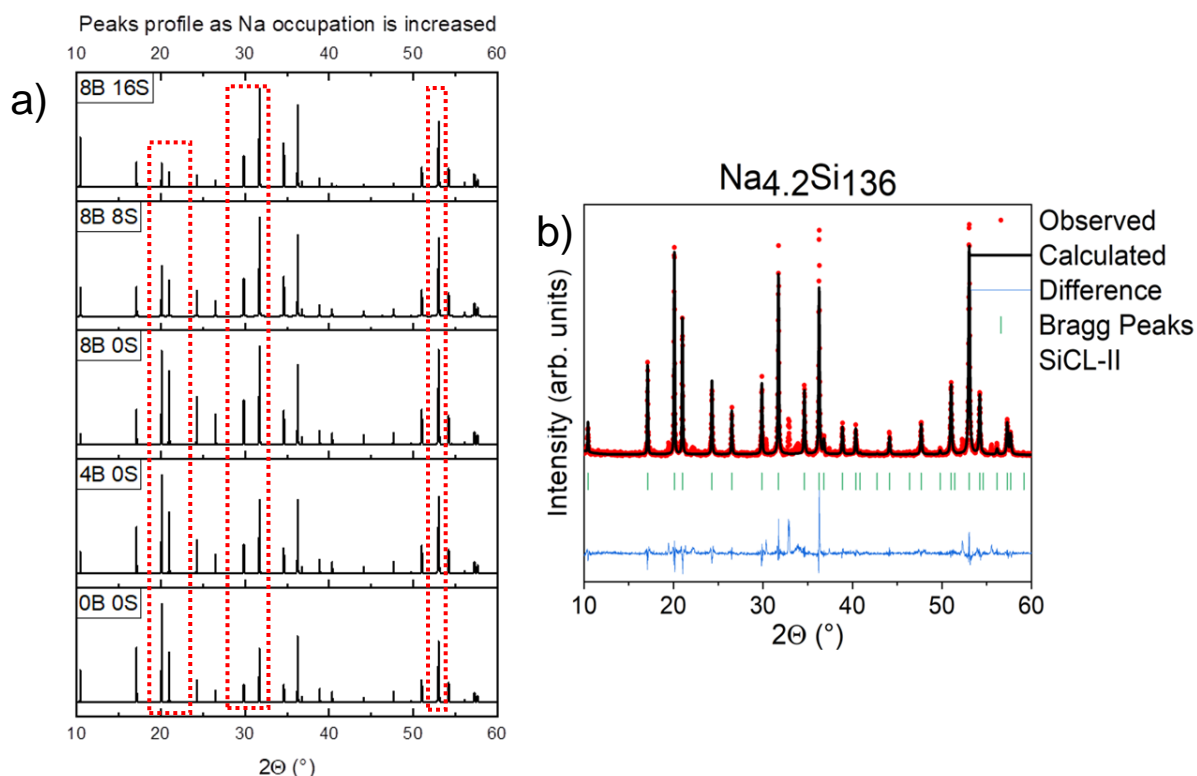 Peaks profile as Na occupation is increased
10 20 30 40 50 60
a)
8B 16S
8B 8S
8B 0S
4B 0S
0B 0S
10 20 30 40 50 60
2Θ (°)
Na4.2Si136
b)
Intensity (arb. units)
Observed
Calculated
Difference
Bragg Peaks
SiCL-II
10 20 30 40 50 60
2Θ (°)